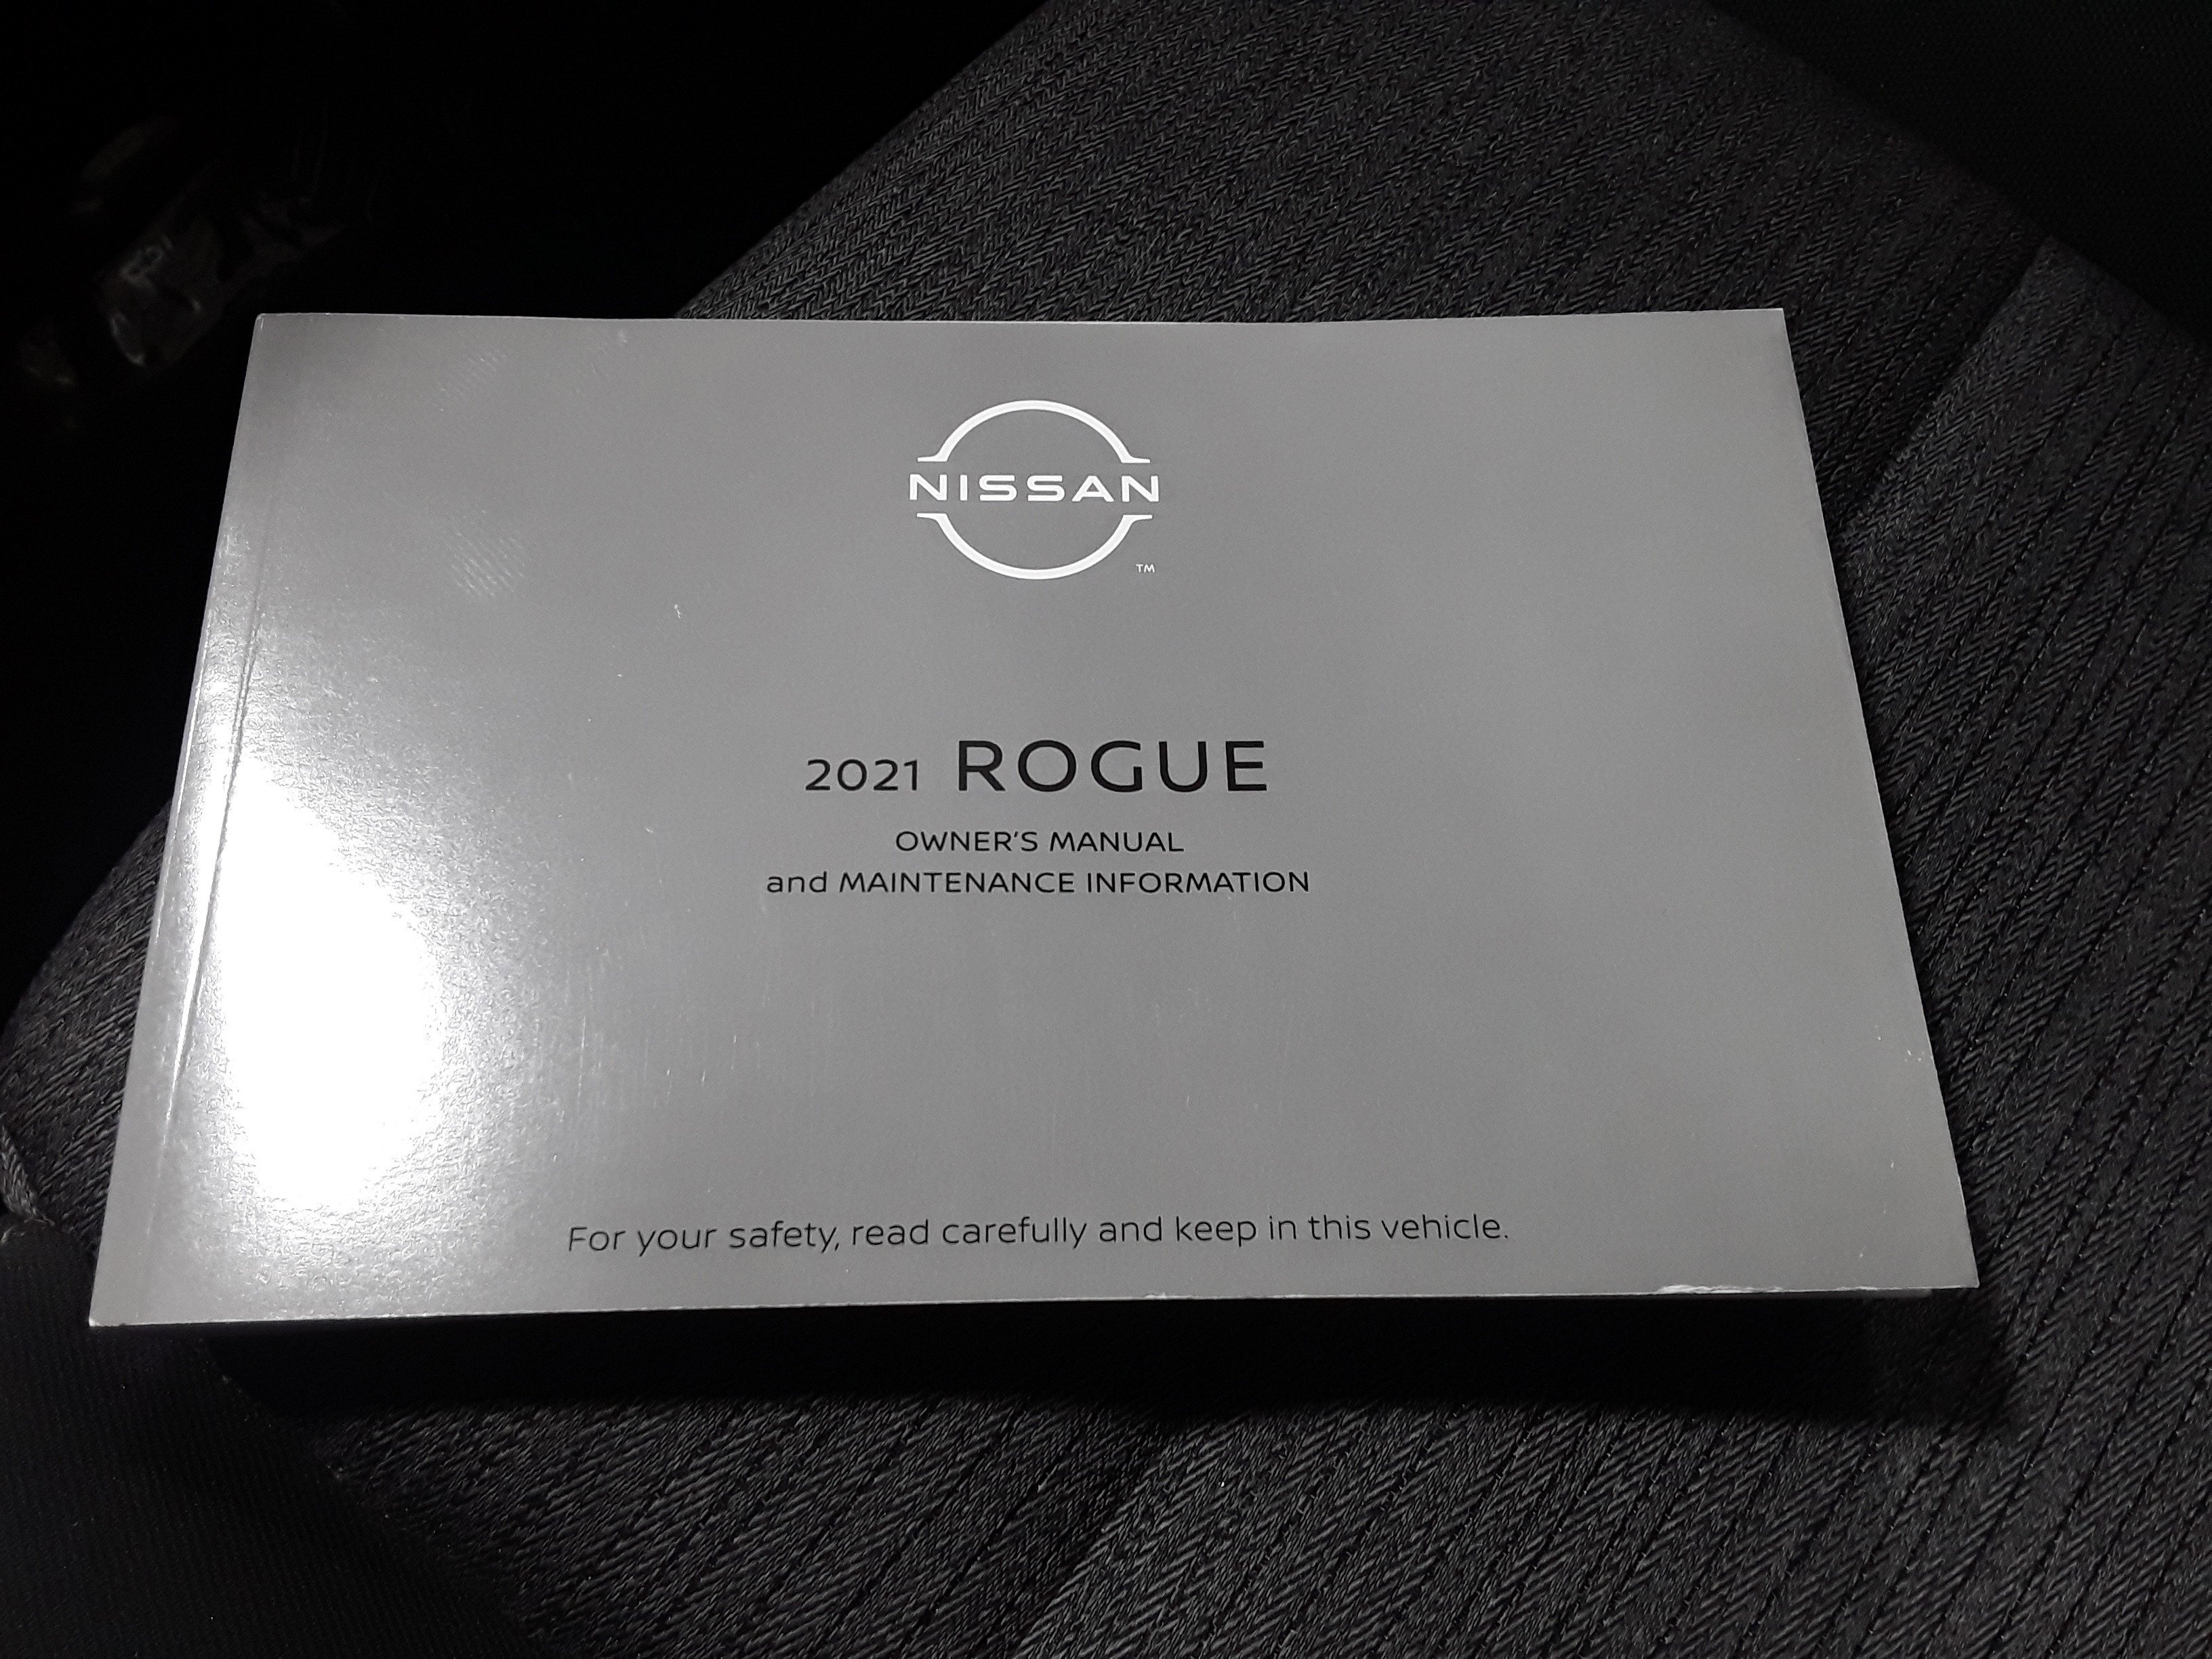 NISSAN
TM
2021 ROGUE
OWNER'S MANUAL
and MAINTENANCE INFORMATION
For your safety, read carefully and keep in this vehicle.